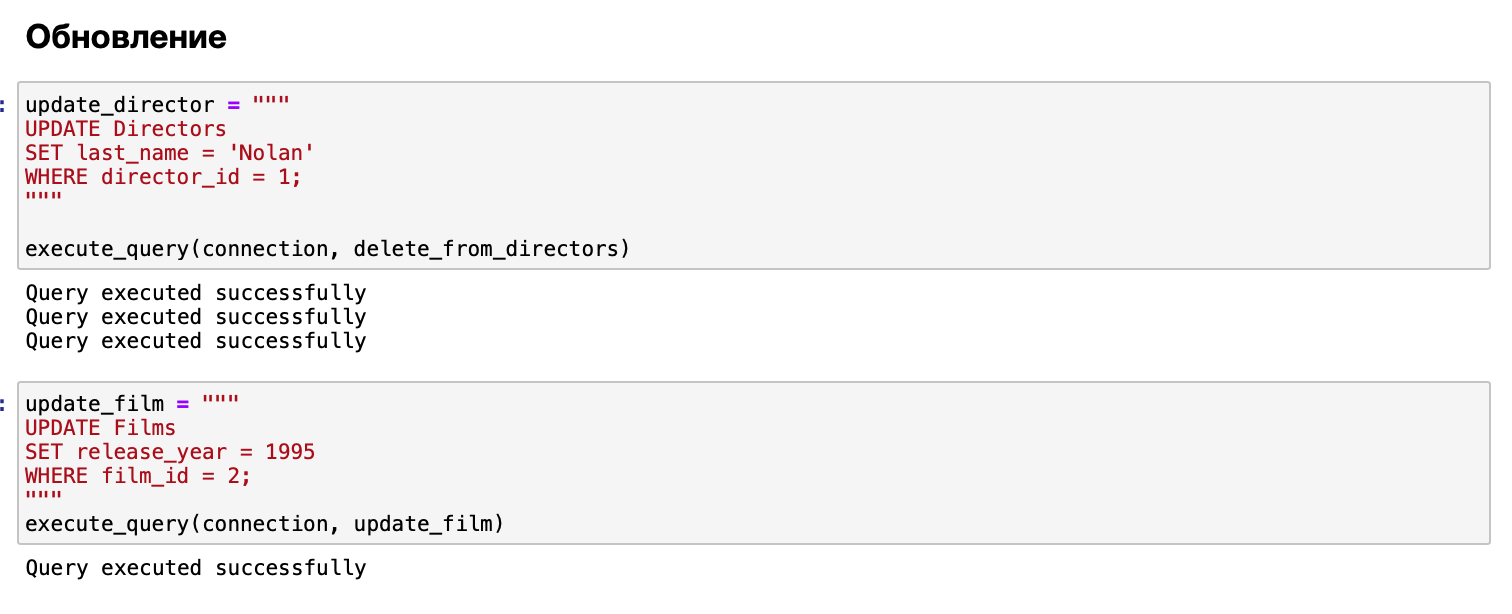 Обновление
: update_director = """
UPDATE Directors
SET last_name = 'Nolan'
WHERE director_id = 1;
"""
execute_query(connection, delete_from_directors)
Query executed successfully
Query executed successfully
Query executed successfully
: update_film = """
UPDATE Films
SET release_year = 1995
WHERE film_id = 2;
"""
execute_query(connection, update_film)
Query executed successfully